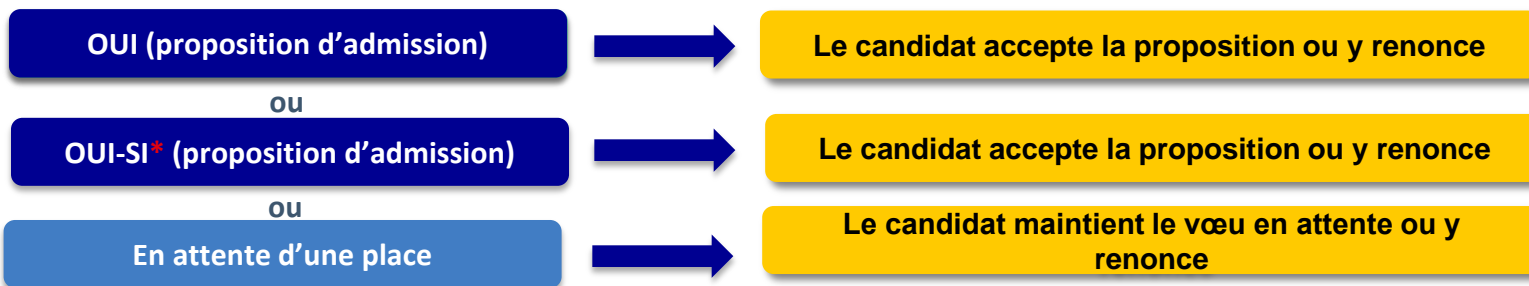 OUI (proposition d’admission)
Le candidat accepte la proposition ou y renonce
ou
OUI-SI* (proposition d’admission)
Le candidat accepte la proposition ou y renonce
ou
En attente d’une place
Le candidat maintient le vœu en attente ou y
renonce